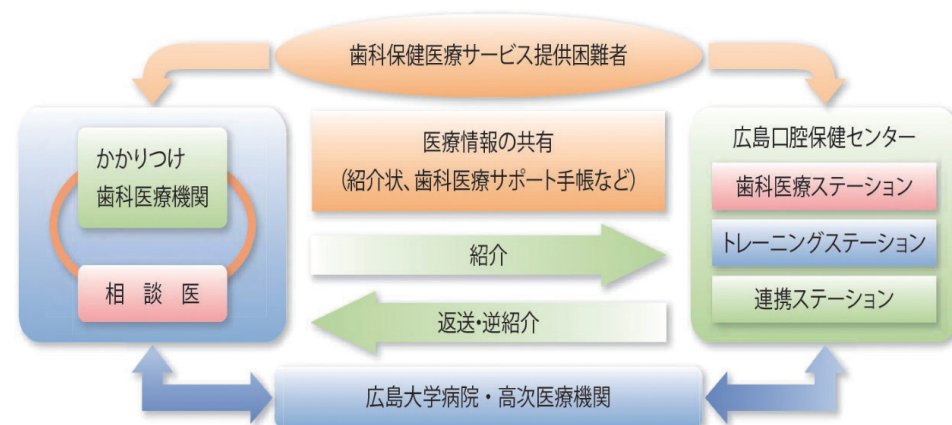 歯科保健医療サービス提供困難者
かかりつけ
歯科医療機関
相 談 医
医療情報の共有
(紹介状、歯科医療サポート手帳など)
紹介
返送・逆紹介
広島口腔保健センター
歯科医療ステーション
トレーニングステーション
連携ステーション
広島大学病院・高次医療機関